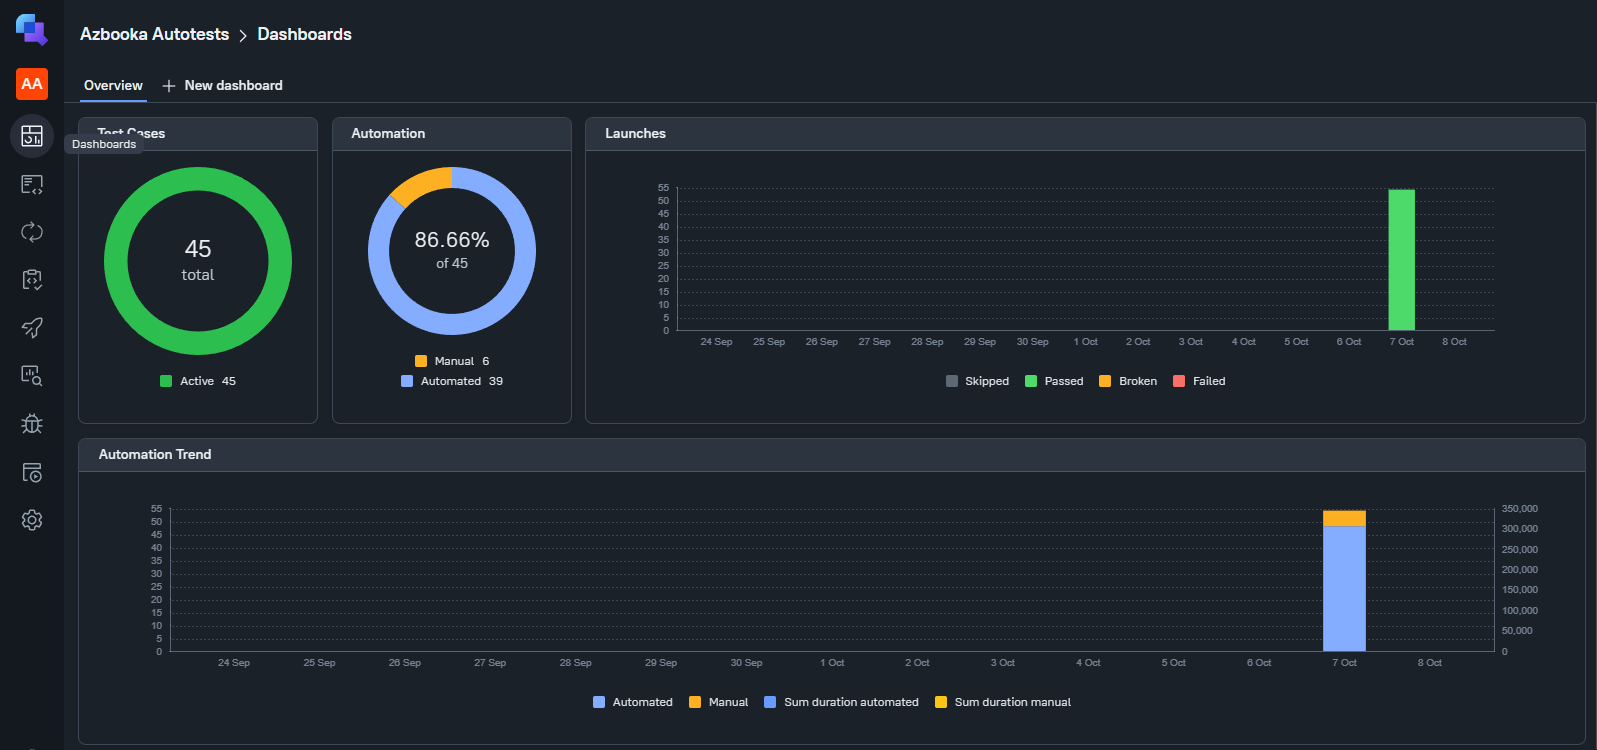 Azbooka Autotests > Dashboards
AA
Overview + New dashboard
Test Cases
Dashboards
45
total
Active 45
Automation
86.66%
of 45
Manual 6
Automated 39
Launches
55
50
45
40
35
30
25
20
15
10
5
0
24 Sep 25 Sep 26 Sep 27 Sep 28 Sep 29 Sep 30 Sep 1 Oct 2 Oct 3 Oct 4 Oct 5 Oct 6 Oct 7 Oct 8 Oct
Skipped Passed Broken Failed
Automation Trend
55
50
45
40
35
30
25
20
15
10
5
0
350,000
300,000
250,000
200,000
150,000
100,000
50,000
0
24 Sep 25 Sep 26 Sep 27 Sep 28 Sep 29 Sep 30 Sep 1 Oct 2 Oct 3 Oct 4 Oct 5 Oct 6 Oct 7 Oct 8 Oct
Automated Manual Sum duration automated Sum duration manual